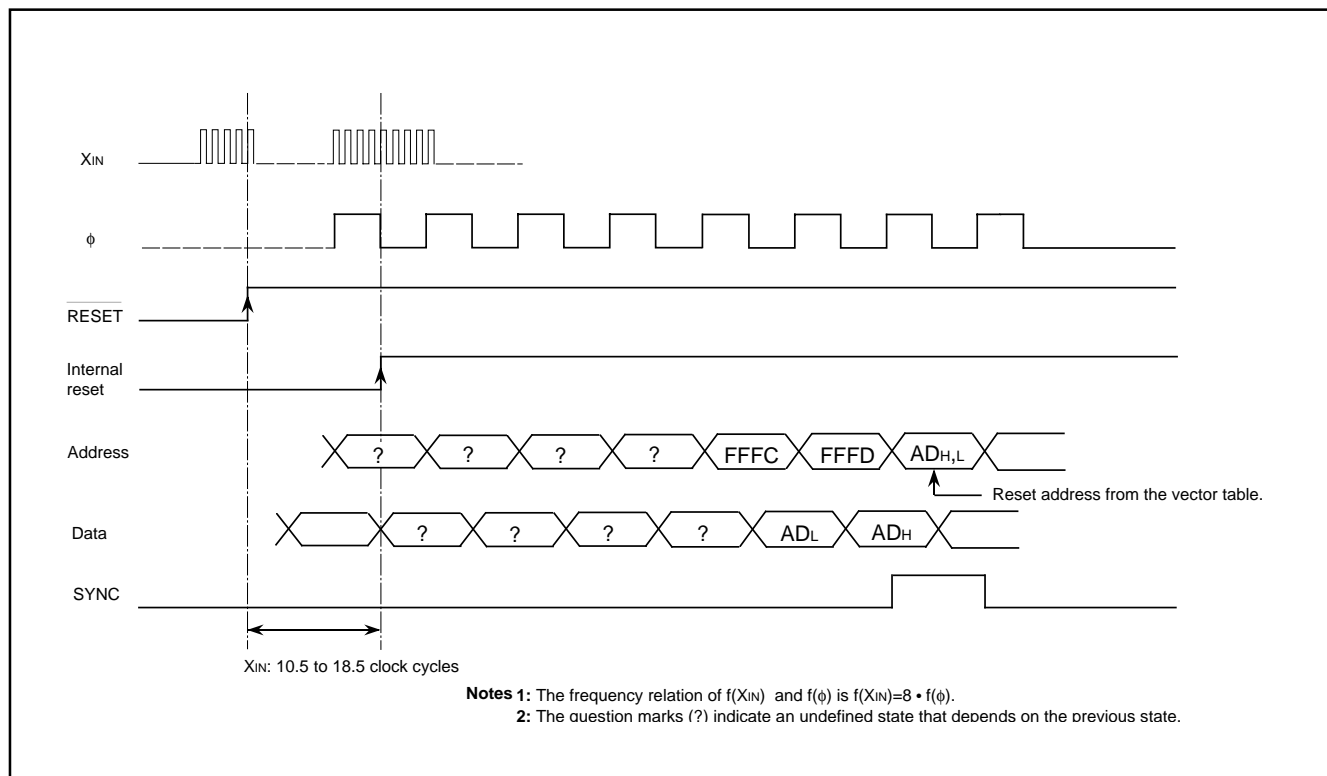 XIN
ϕ
RESET
Internal
reset
Address
? ? ? ? FFFC FFFD ADH,L
Reset address from the vector table.
Data
? ? ? ? ADL ADH
SYNC
XIN: 10.5 to 18.5 clock cycles
Notes 1: The frequency relation of f(XIN) and f(ϕ) is f(XIN)=8 • f(ϕ).
2: The question marks (?) indicate an undefined state that depends on the previous state.